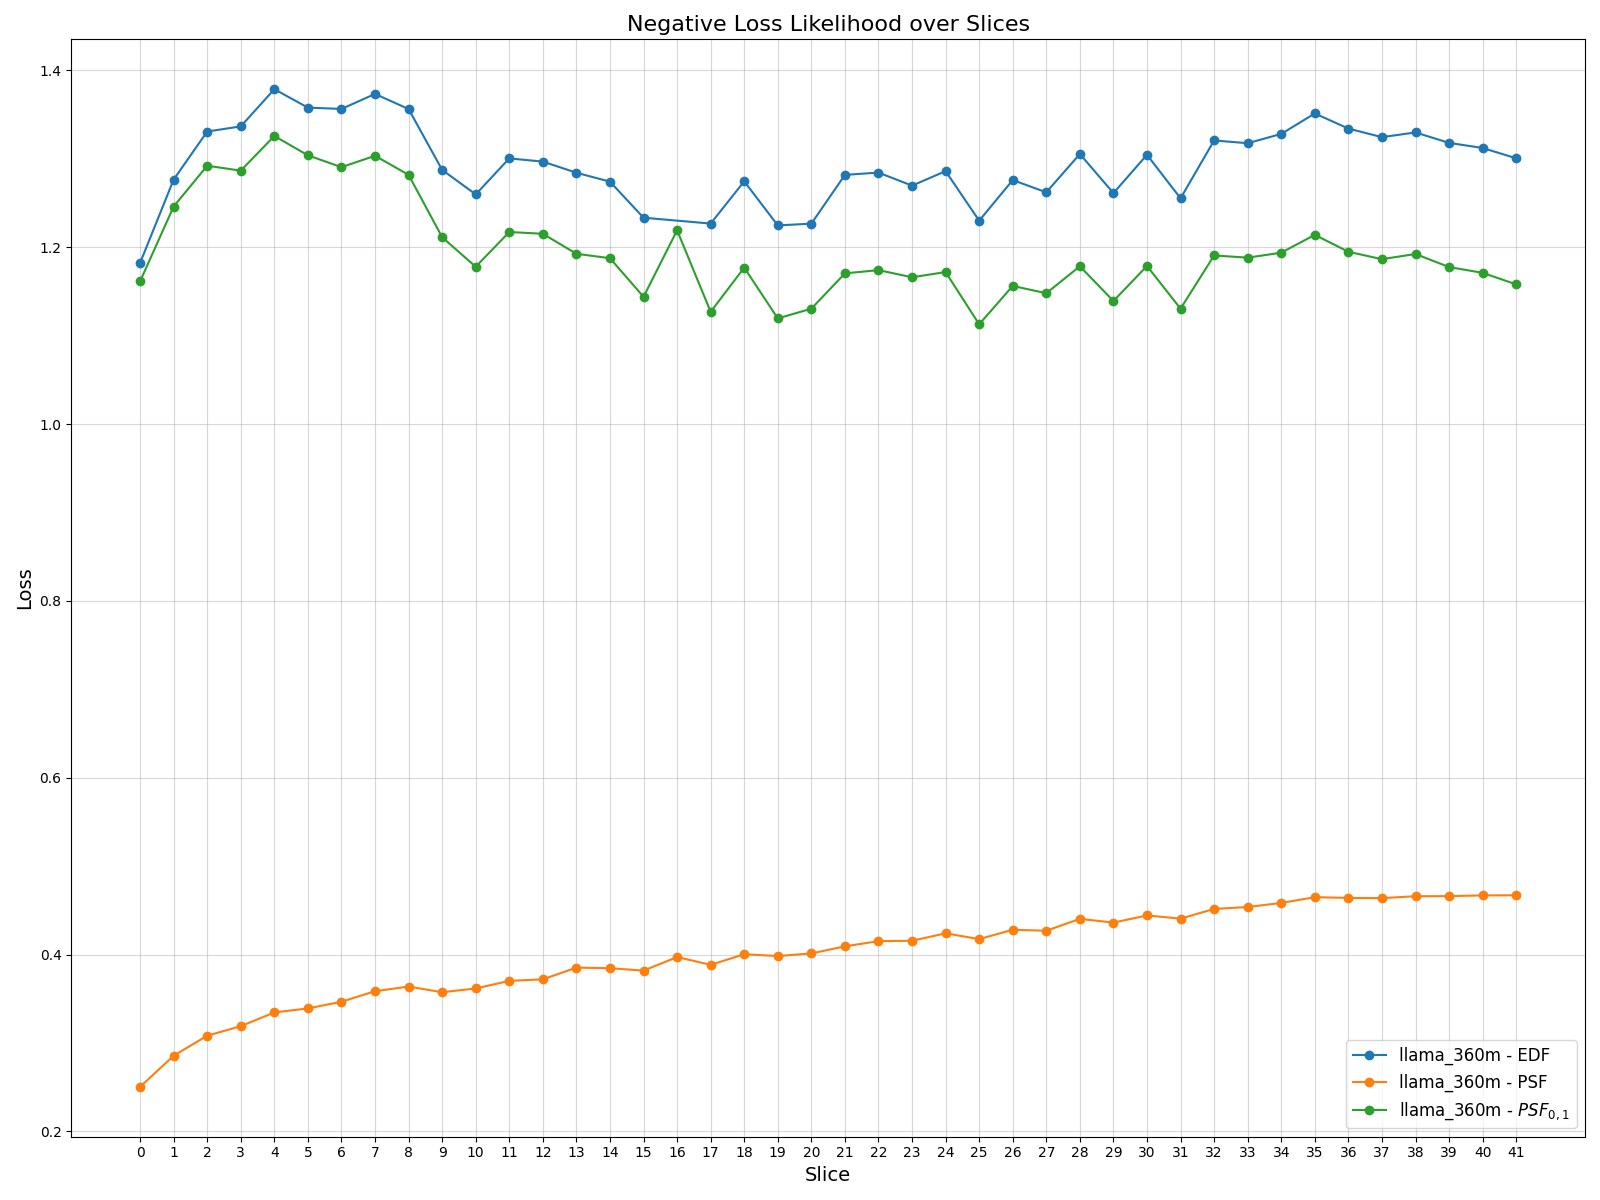 Negative Loss Likelihood over Slices
1.4
1.2
1.0
0.8
0.6
0.4
0.2
Loss
0 1 2 3 4 5 6 7 8 9 10 11 12 13 14 15 16 17 18 19 20 21 22 23 24 25 26 27 28 29 30 31 32 33 34 35 36 37 38 39 40 41
Slice
llama_360m - EDF
llama_360m - PSF
llama_360m - PSF0,1